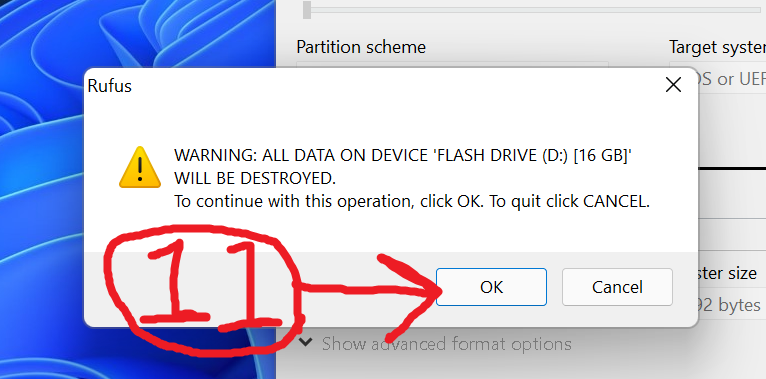 Partition scheme
Target system
Rufus
OS or UEF
WARNING: ALL DATA ON DEVICE 'FLASH DRIVE (D:) [16 GB]'
WILL BE DESTROYED.
To continue with this operation, click OK. To quit click CANCEL.
11
OK
Cancel
ster size
92 bytes
Show advanced format options